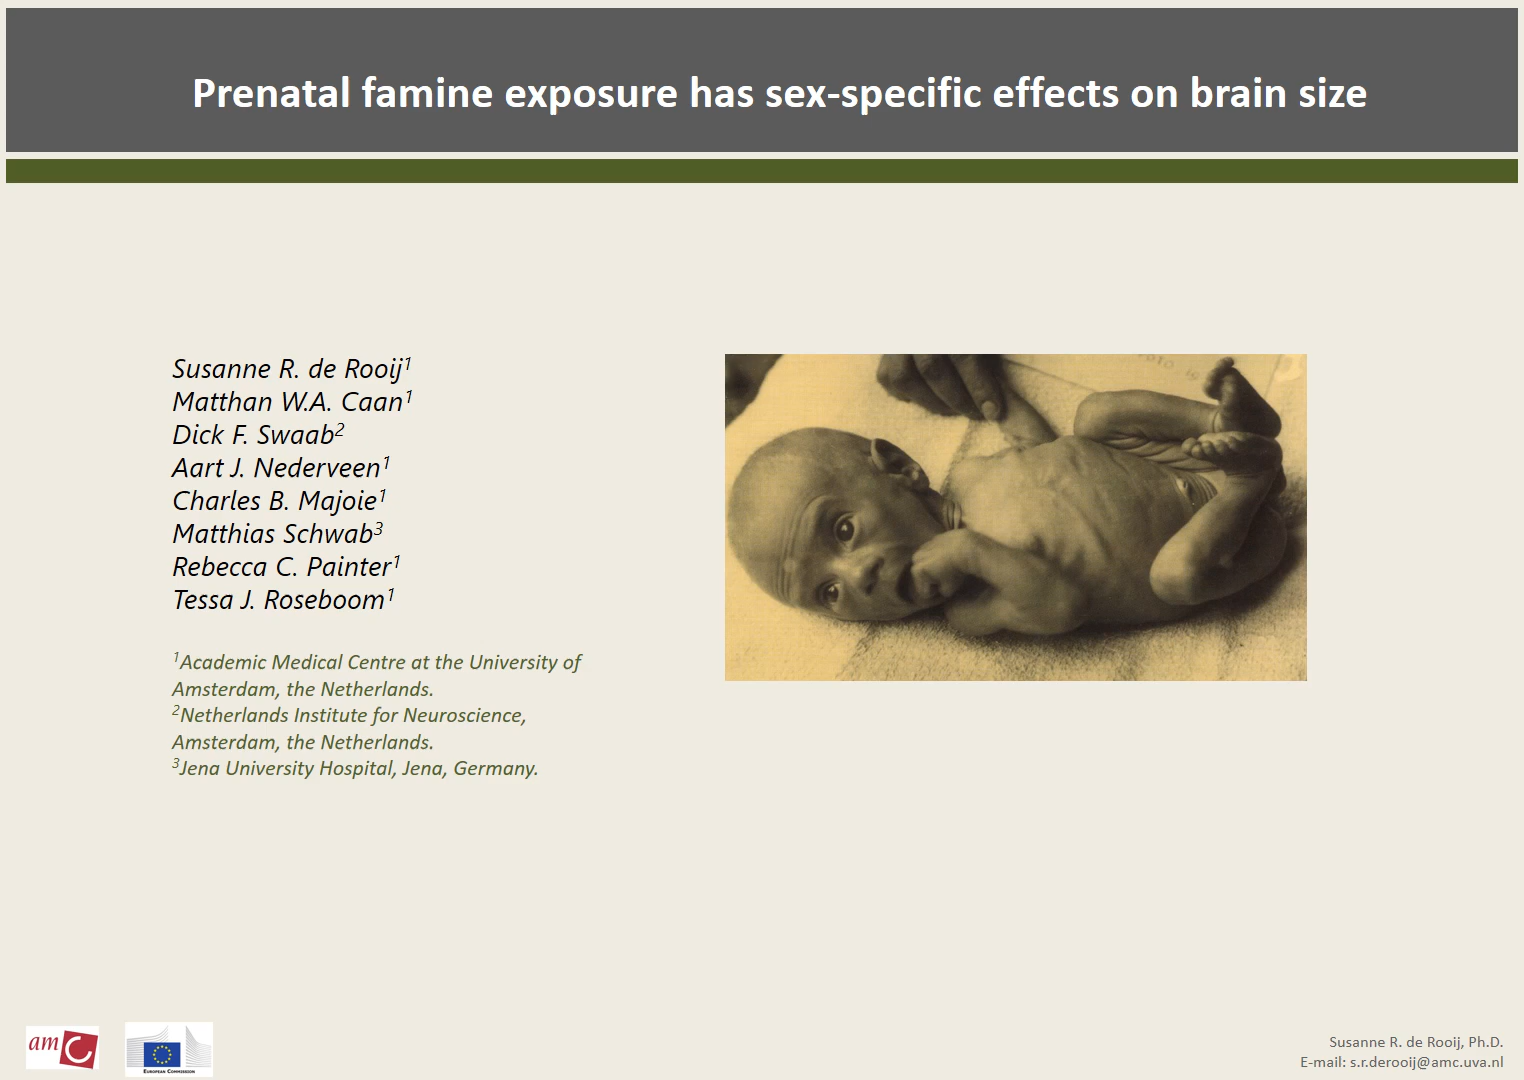 Prenatal famine exposure has sex-specific effects on brain size
Susanne R. de Rooij¹
Matthan W.A. Caan¹
Dick F. Swaab²
Aart J. Nederveen¹
Charles B. Majoie¹
Matthias Schwab³
Rebecca C. Painter¹
Tessa J. Roseboom¹
¹Academic Medical Centre at the University of
Amsterdam, the Netherlands.
²Netherlands Institute for Neuroscience,
Amsterdam, the Netherlands.
³Jena University Hospital, Jena, Germany.
amc
European Commission
Susanne R. de Rooij, Ph.D.
E-mail: s.r.derooij@amc.uva.nl